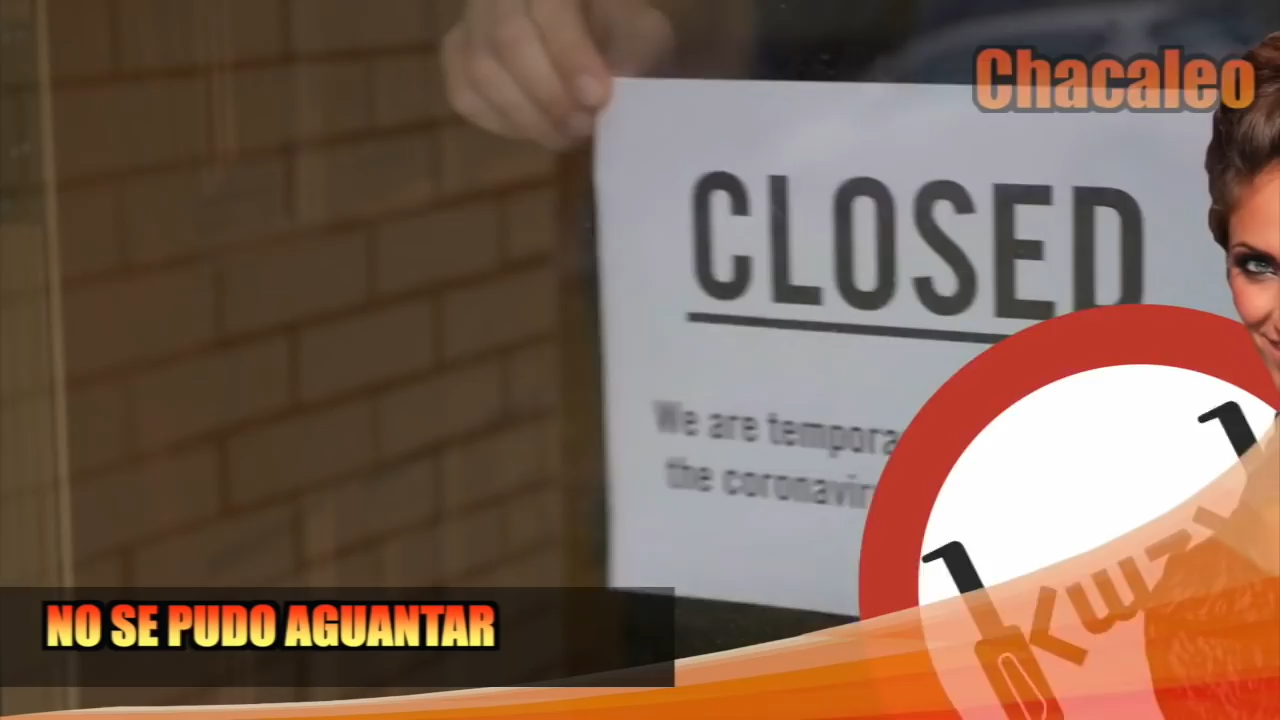 Chacaleo
CLOSED
We are tempora
the coronavir
NO SE PUDO AGUANTAR